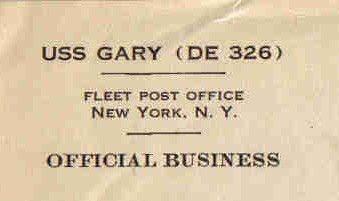 USS GARY (DE 326)
FLEET POST OFFICE
NEW YORK, N. Y.
OFFICIAL BUSINESS